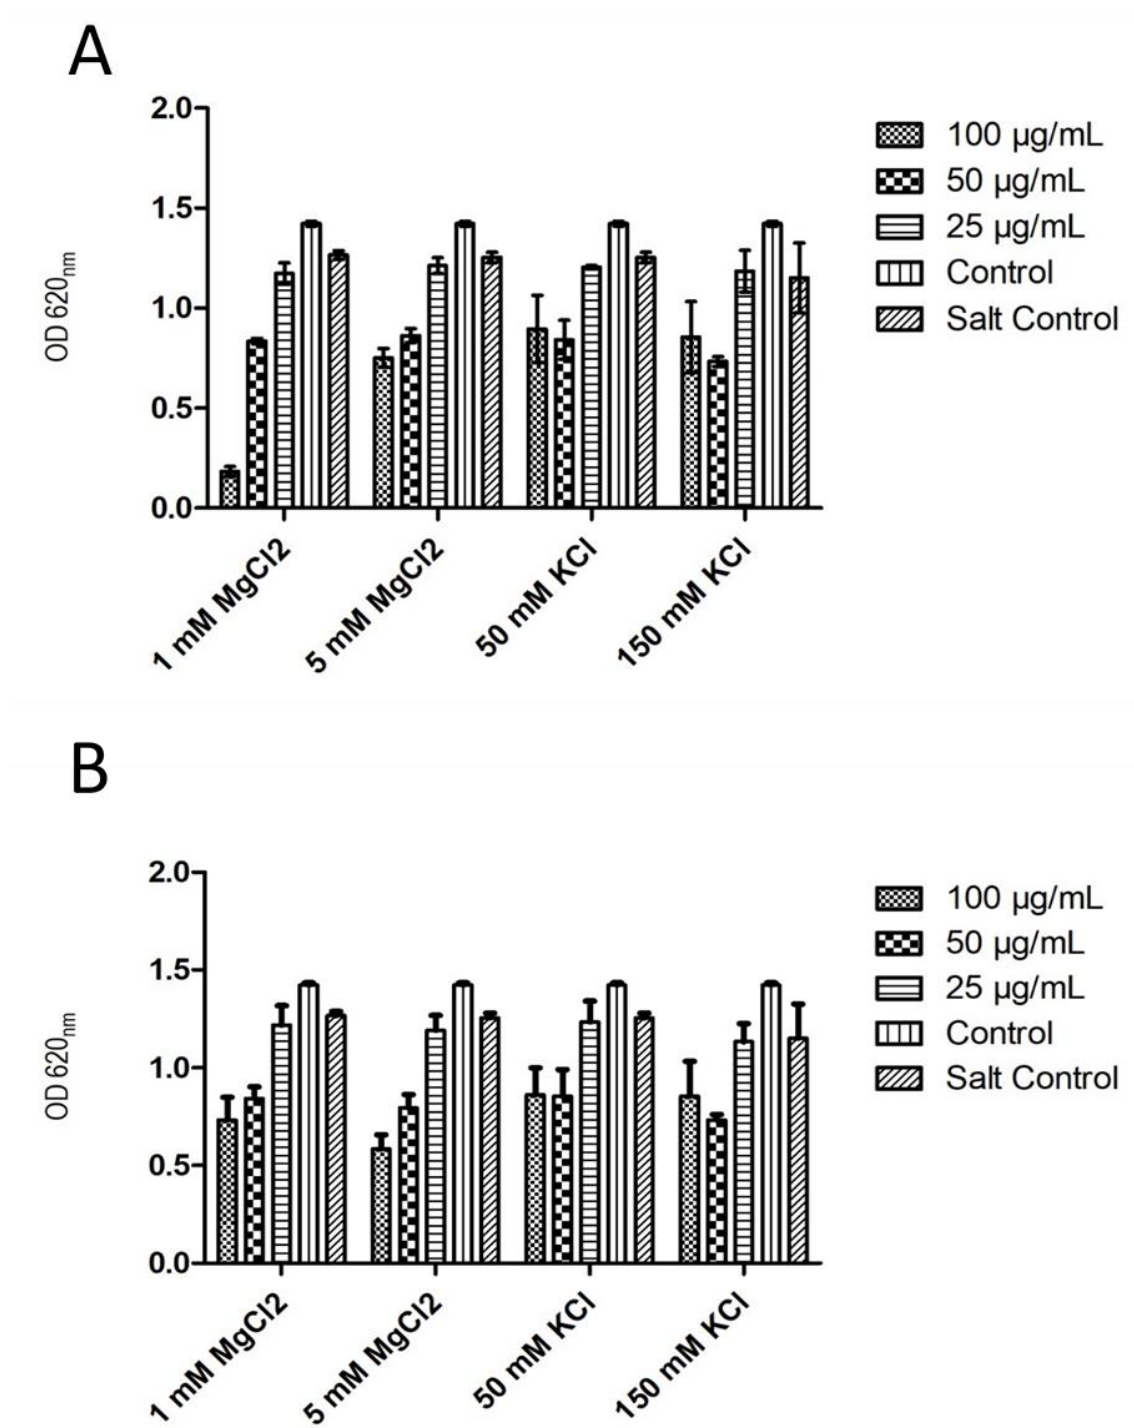 A
2.0
1.5
1.0
0.5
0.0
OD 620nm
100 µg/mL
50 µg/mL
25 µg/mL
Control
Salt Control
1 mM MgCl2
5 mM MgCl2
50 mM KCl
150 mM KCl
B
2.0
1.5
1.0
0.5
0.0
OD 620nm
100 µg/mL
50 µg/mL
25 µg/mL
Control
Salt Control
1 mM MgCl2
5 mM MgCl2
50 mM KCl
150 mM KCl